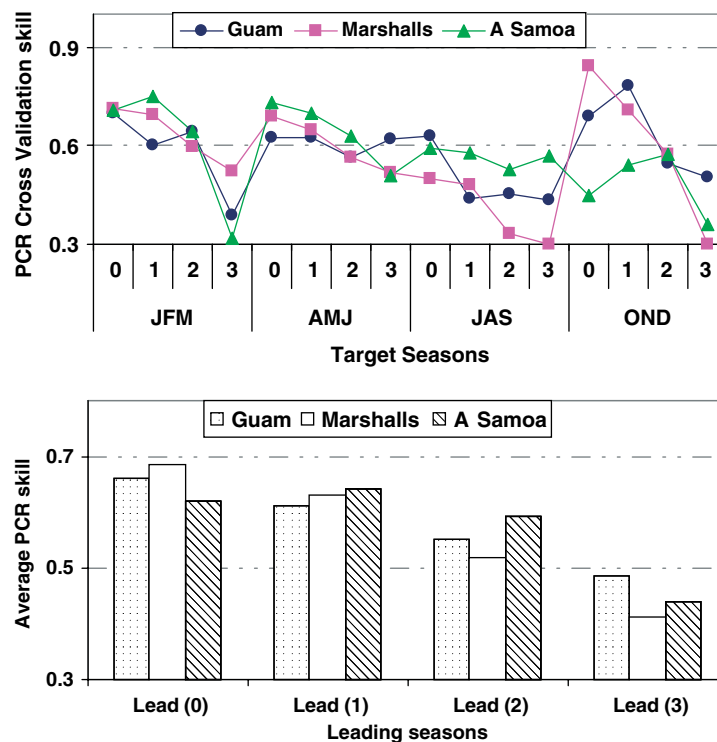 Guam Marshalls A Samoa
PCR Cross Validation skill
0.9
0.6
0.3
0 1 2 3 0 1 2 3 0 1 2 3 0 1 2 3
JFM AMJ JAS OND
Target Seasons
Guam Marshalls A Samoa
Average PCR skill
0.7
0.5
0.3
Lead (0) Lead (1) Lead (2) Lead (3)
Leading seasons